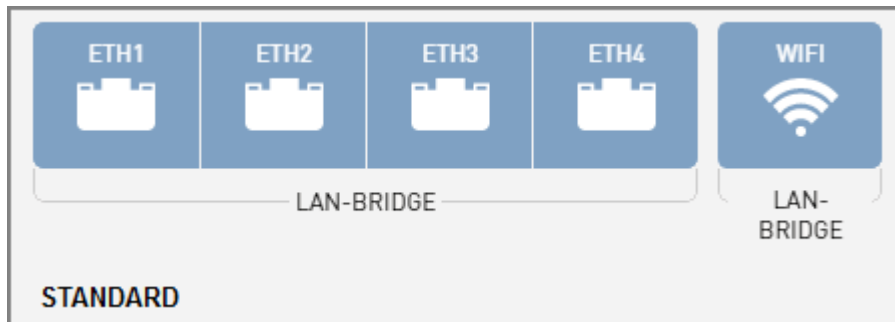 ETH1 ETH2 ETH3 ETH4 WIFI
LAN-BRIDGE
LAN-
BRIDGE
STANDARD